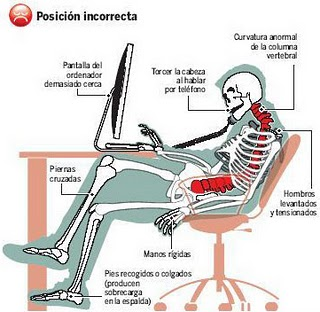 Posición incorrecta
Pantalla del
ordenador
demasiado cerca
Torcer la cabeza
al hablar
por teléfono
Curvatura anormal
de la columna
vertebral
Piernas
cruzadas
Hombros
levantados
y tensionados
Manos rígidas
Pies recogidos o colgados
(producen
sobrecarga
en la espalda)